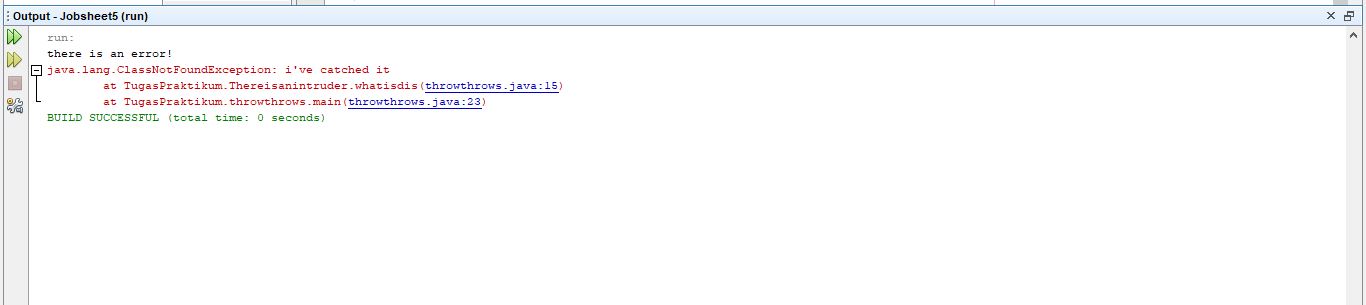 Output - Jobsheet5 (run)
run:
there is an error!
java.lang.ClassNotFoundException: i've catched it
at TugasPraktikum.Thereisanintruder.whatisdis(throwthrows.java:15)
at TugasPraktikum.throwthrows.main(throwthrows.java:23)
BUILD SUCCESSFUL (total time: 0 seconds)